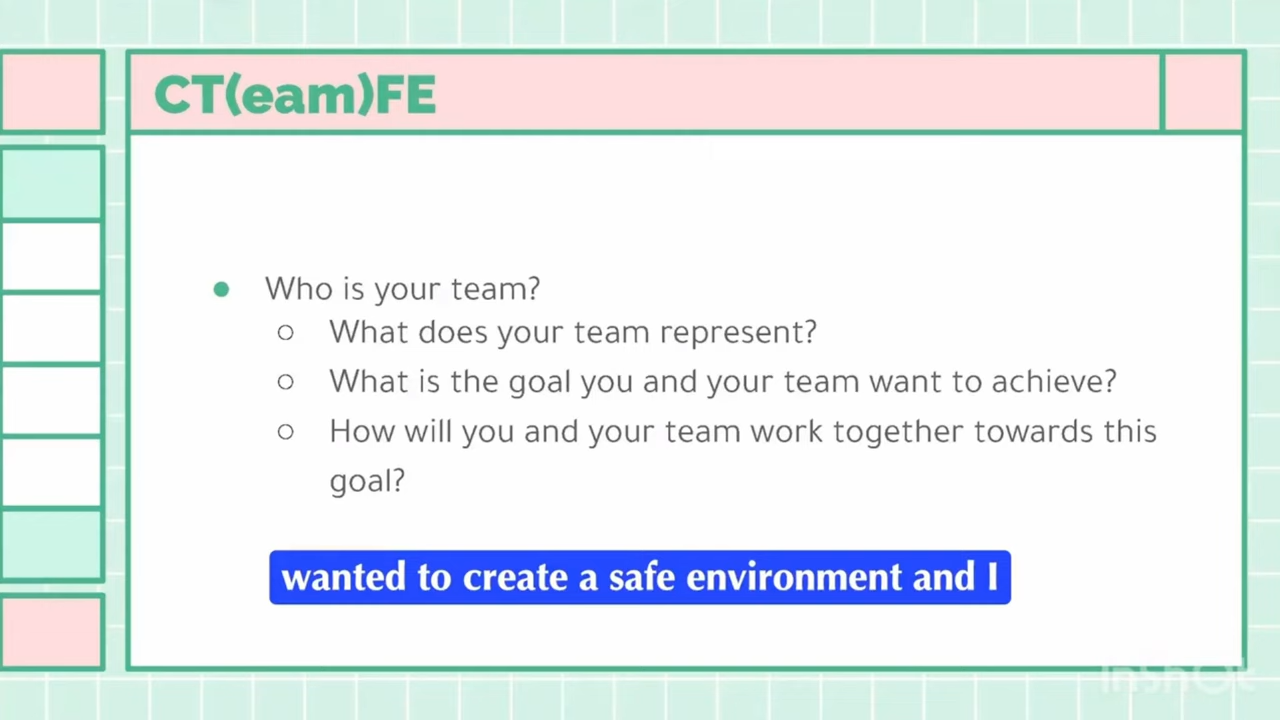 CT(eam)FE
● Who is your team?
○ What does your team represent?
○ What is the goal you and your team want to achieve?
○ How will you and your team work together towards this
goal?
wanted to create a safe environment and I
InShOt